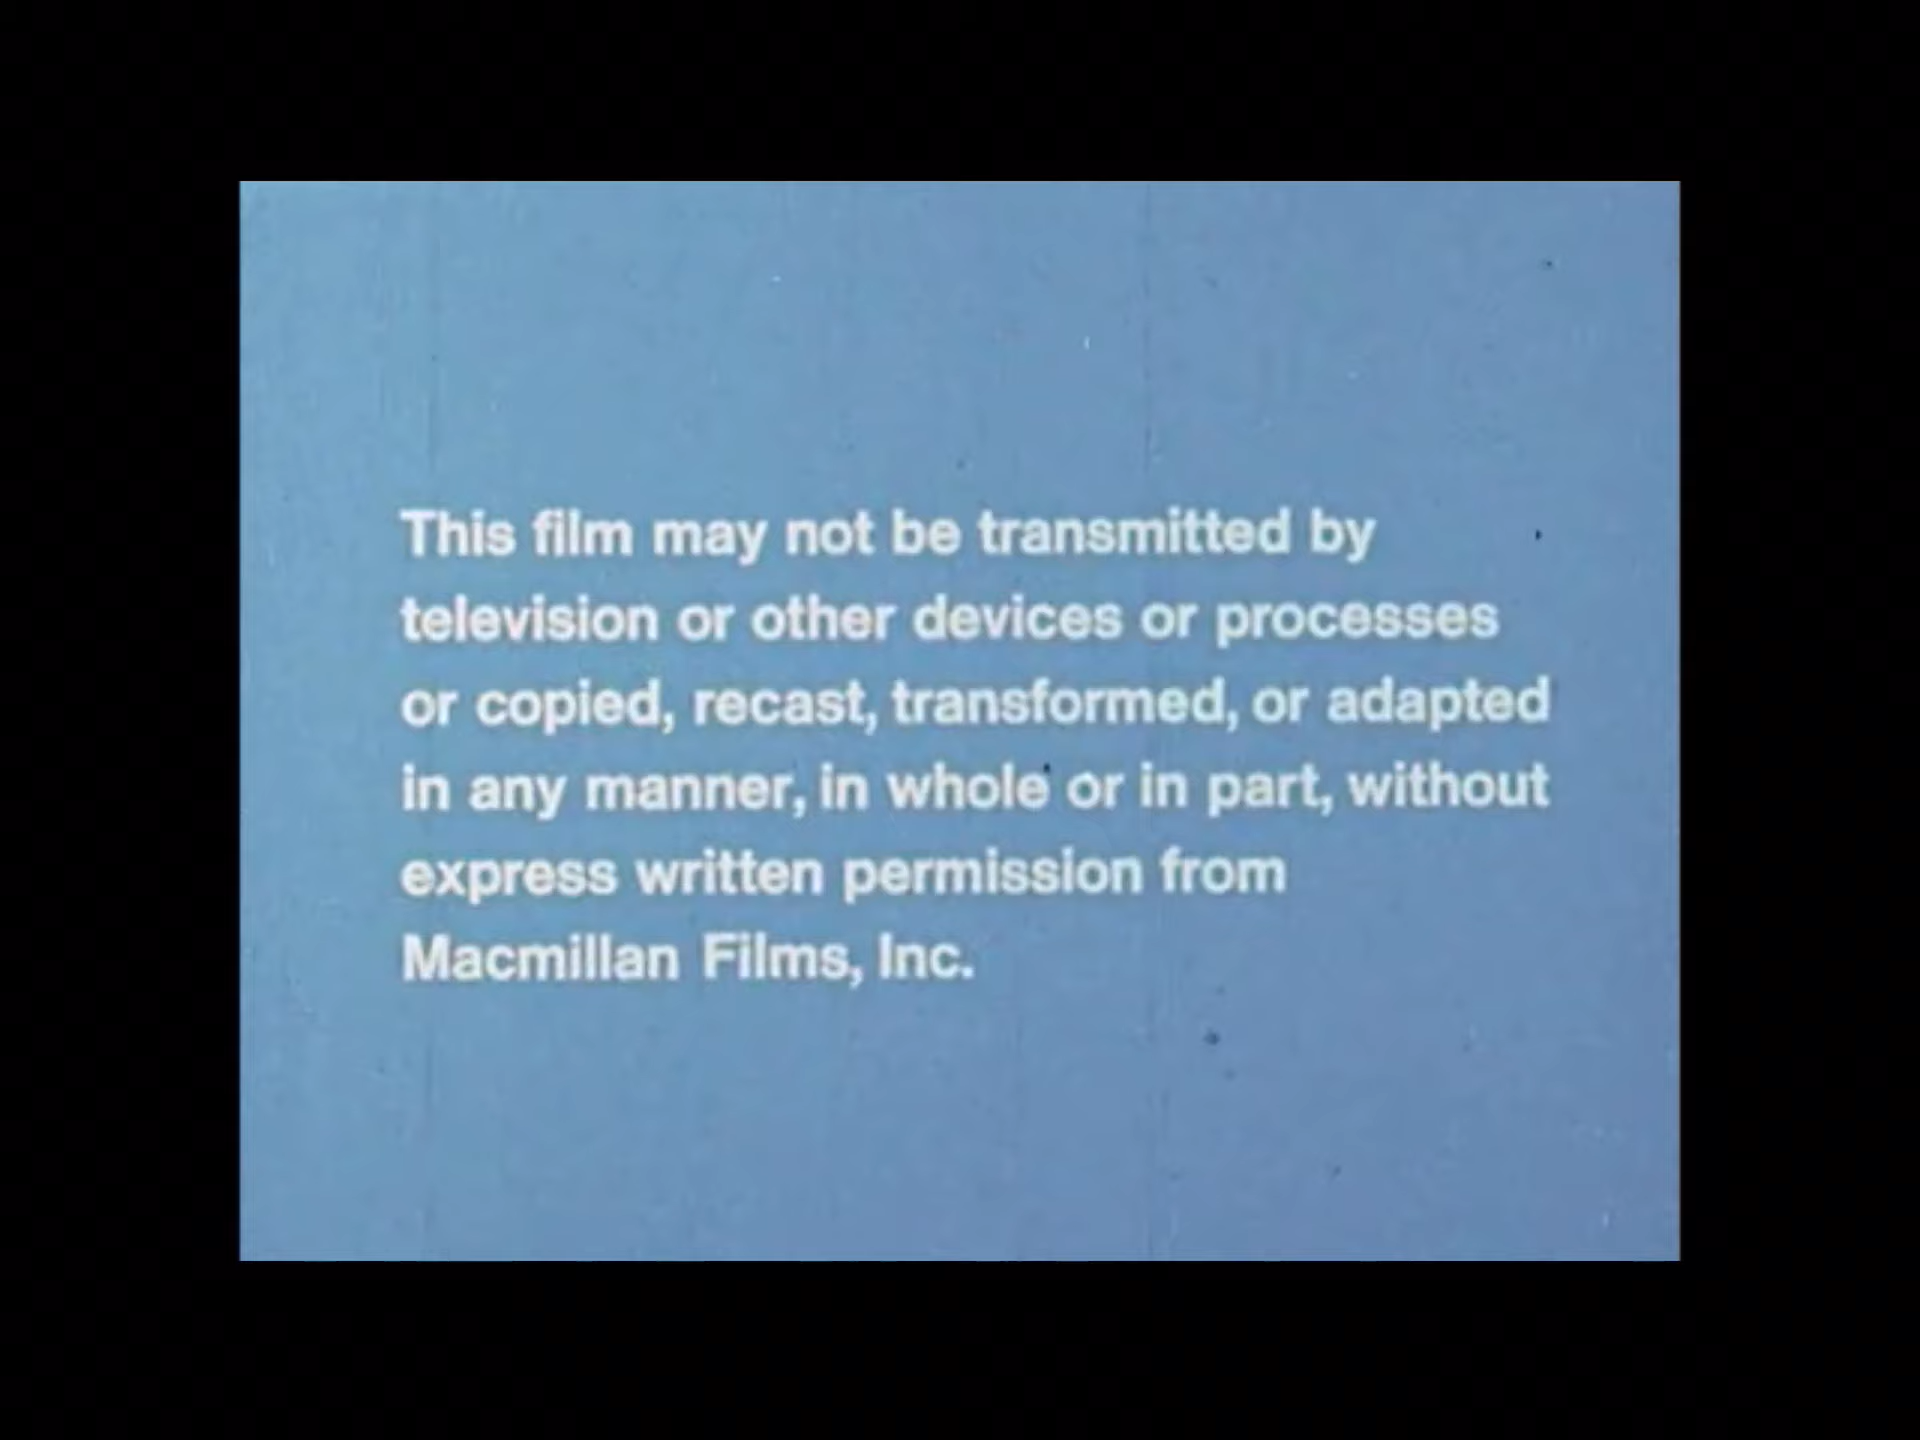 This film may not be transmitted by
television or other devices or processes
or copied, recast, transformed, or adapted
in any manner, in whole or in part, without
express written permission from
Macmillan Films, Inc.